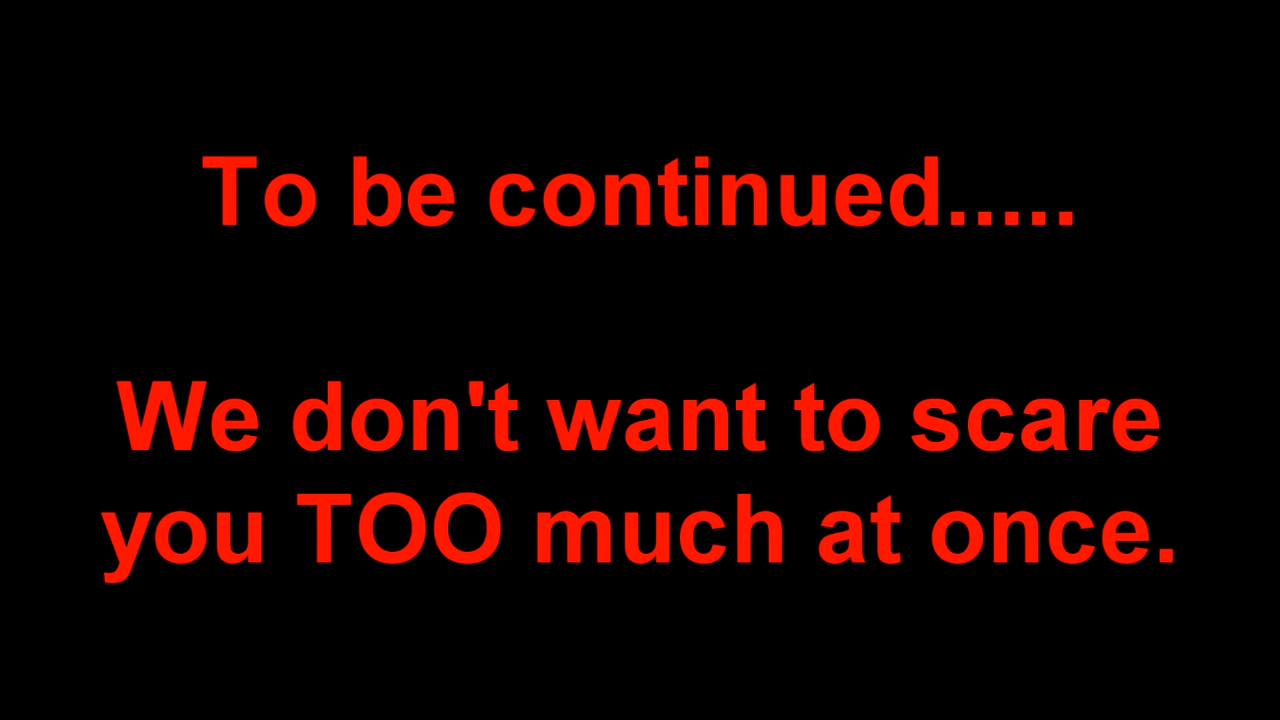 To be continued.....
We don't want to scare
you TOO much at once.